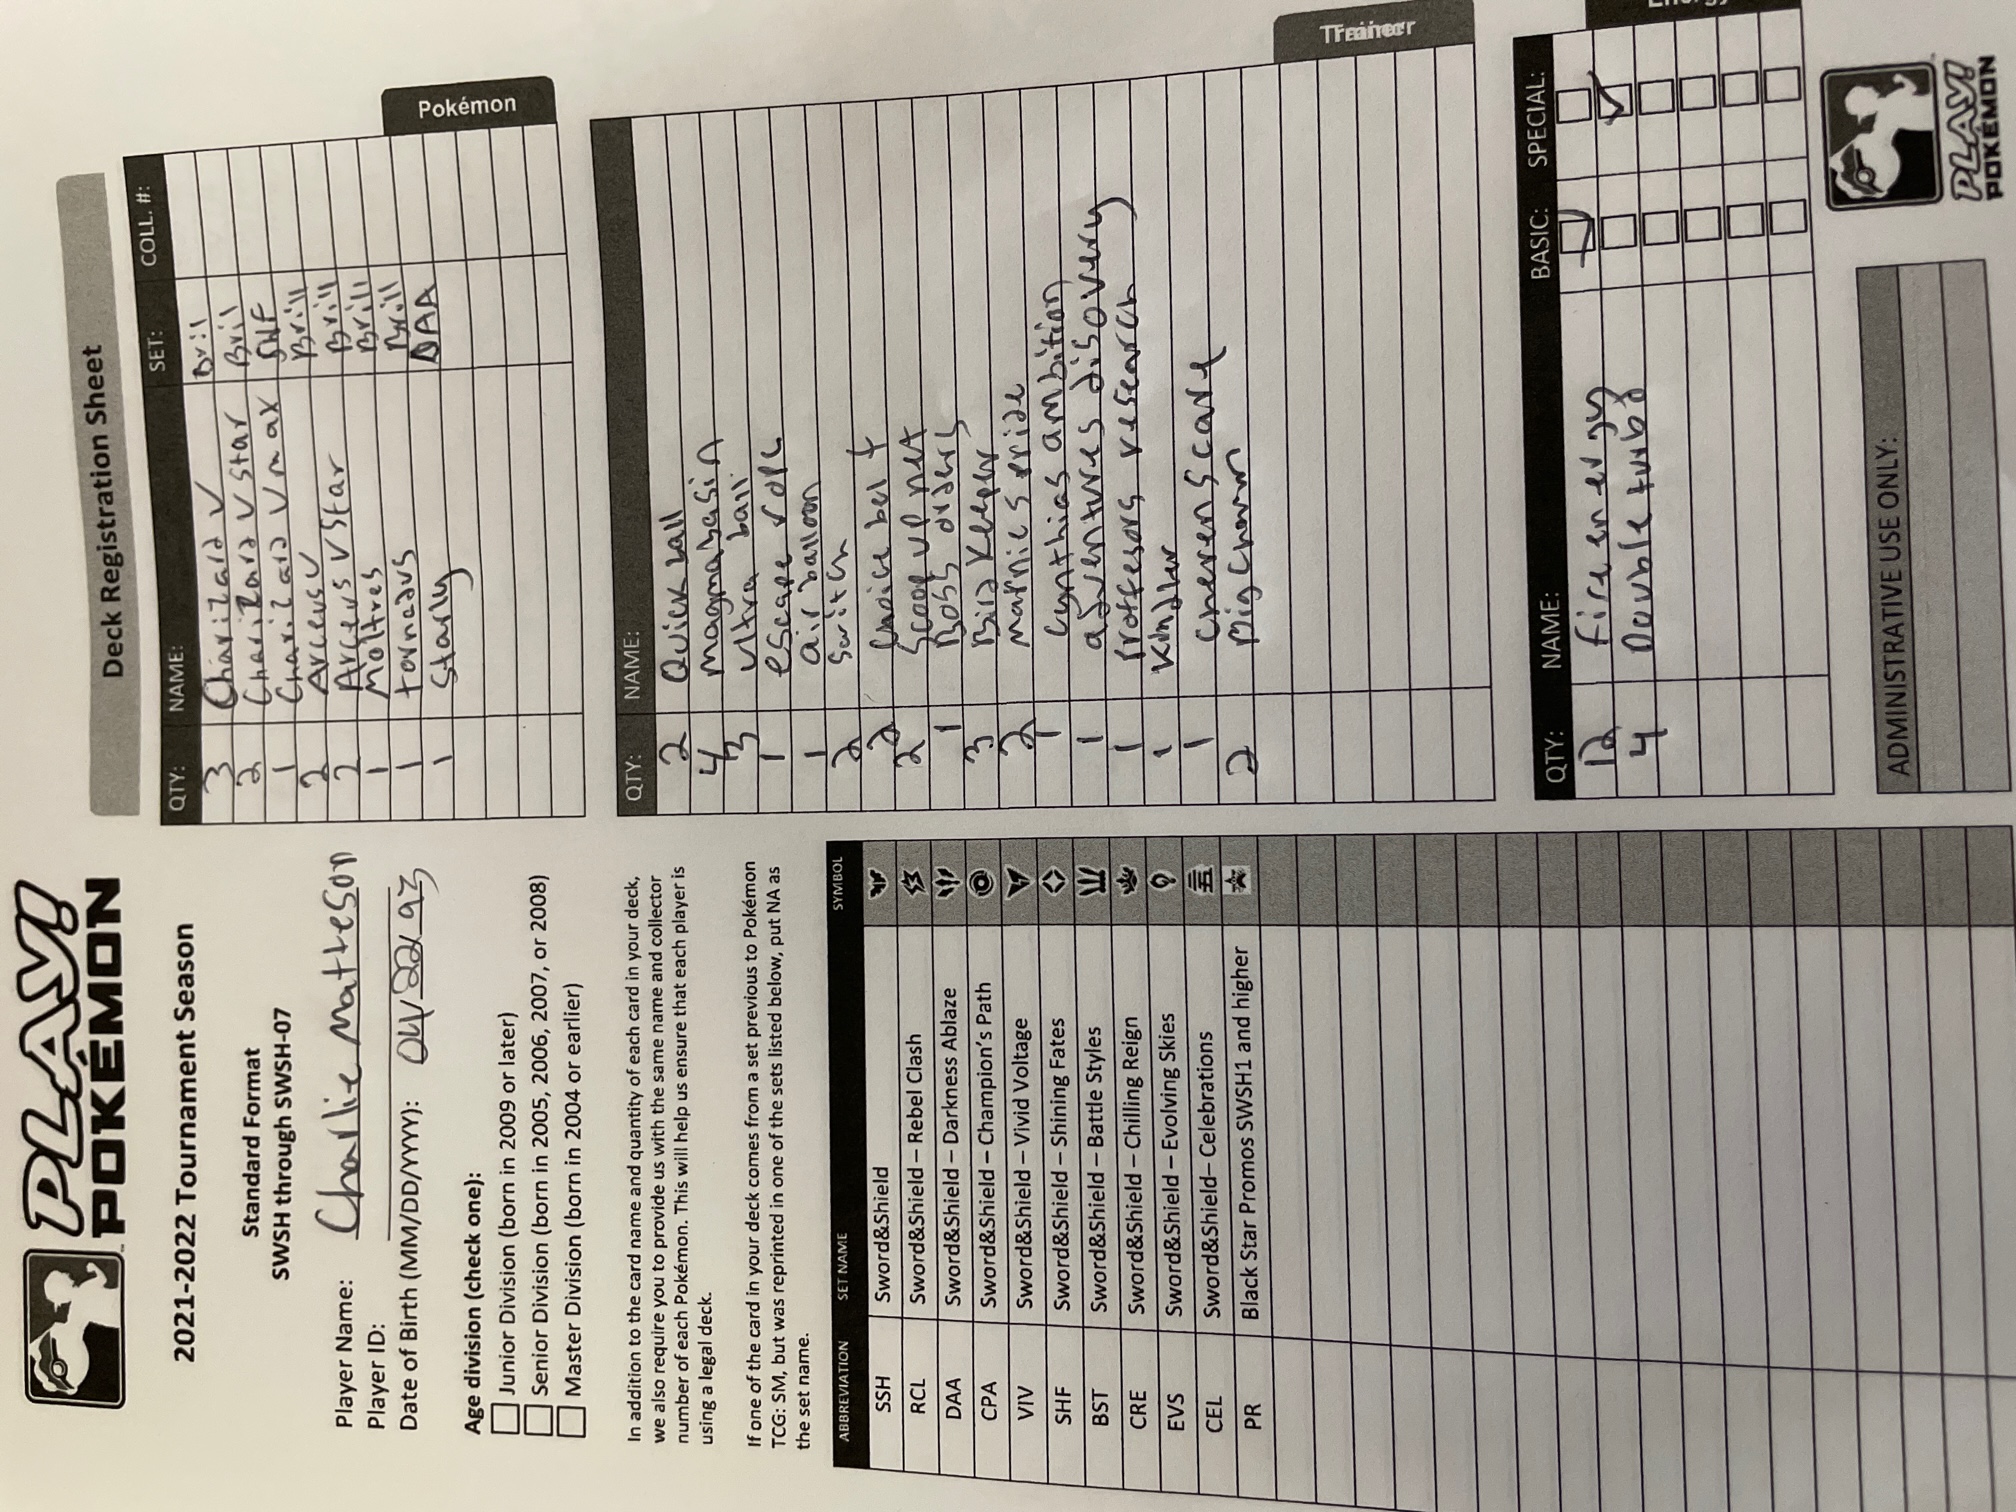 PLAY!
POKÉMON
2021-2022 Tournament Season
Standard Format
SWSH through SWSH-07
Player Name: Charlie Matteson
Player ID:
Date of Birth (MM/DD/YYYY): 04/22/93
Age division (check one):
Junior Division (born in 2009 or later)
Senior Division (born in 2005, 2006, 2007, or 2008)
Master Division (born in 2004 or earlier)
In addition to the card name and quantity of each card in your deck,
we also require you to provide us with the same name and collector
number of each Pokémon. This will help us ensure that each player is
using a legal deck.
If one of the card in your deck comes from a set previous to Pokémon
TCG: SM, but was reprinted in one of the sets listed below, put NA as
the set name.
ABBREVIATION SET NAME SYMBOL
SSH Sword&Shield
RCL Sword&Shield – Rebel Clash
DAA Sword&Shield – Darkness Ablaze
CPA Sword&Shield – Champion's Path
VIV Sword&Shield – Vivid Voltage
SHF Sword&Shield – Shining Fates
BST Sword&Shield – Battle Styles
CRE Sword&Shield – Chilling Reign
EVS Sword&Shield – Evolving Skies
CEL Sword&Shield– Celebrations
PR Black Star Promos SWSH1 and higher
Deck Registration Sheet
QTY: NAME: SET: COLL. #:
3 Charizard V Bril
2 Charizard V Star Bril
1 Charizard V max
2 Arceus V Brill
2 Arceus V Star Brill
1 Moltres Brill
1 tornadus Brill
1 Starly DAA
Pokémon
QTY: NAME:
2 Quick ball
4 magma basin
3 ultra ball
1 escape rope
1 air balloon
2 Switch
2 Choice belt
2 Scoop up net
1 Boss orders
3 Bird Keeper
2 marnies pride
1 cynthias ambition
1 adventures disovery
1 Proffesors research
1 Kindler
1 cherens care
2 Big Charm
Trainer
QTY: NAME: BASIC: SPECIAL:
12 fire energy
4 Double turbo
ADMINISTRATIVE USE ONLY:
PLAY!
POKÉMON